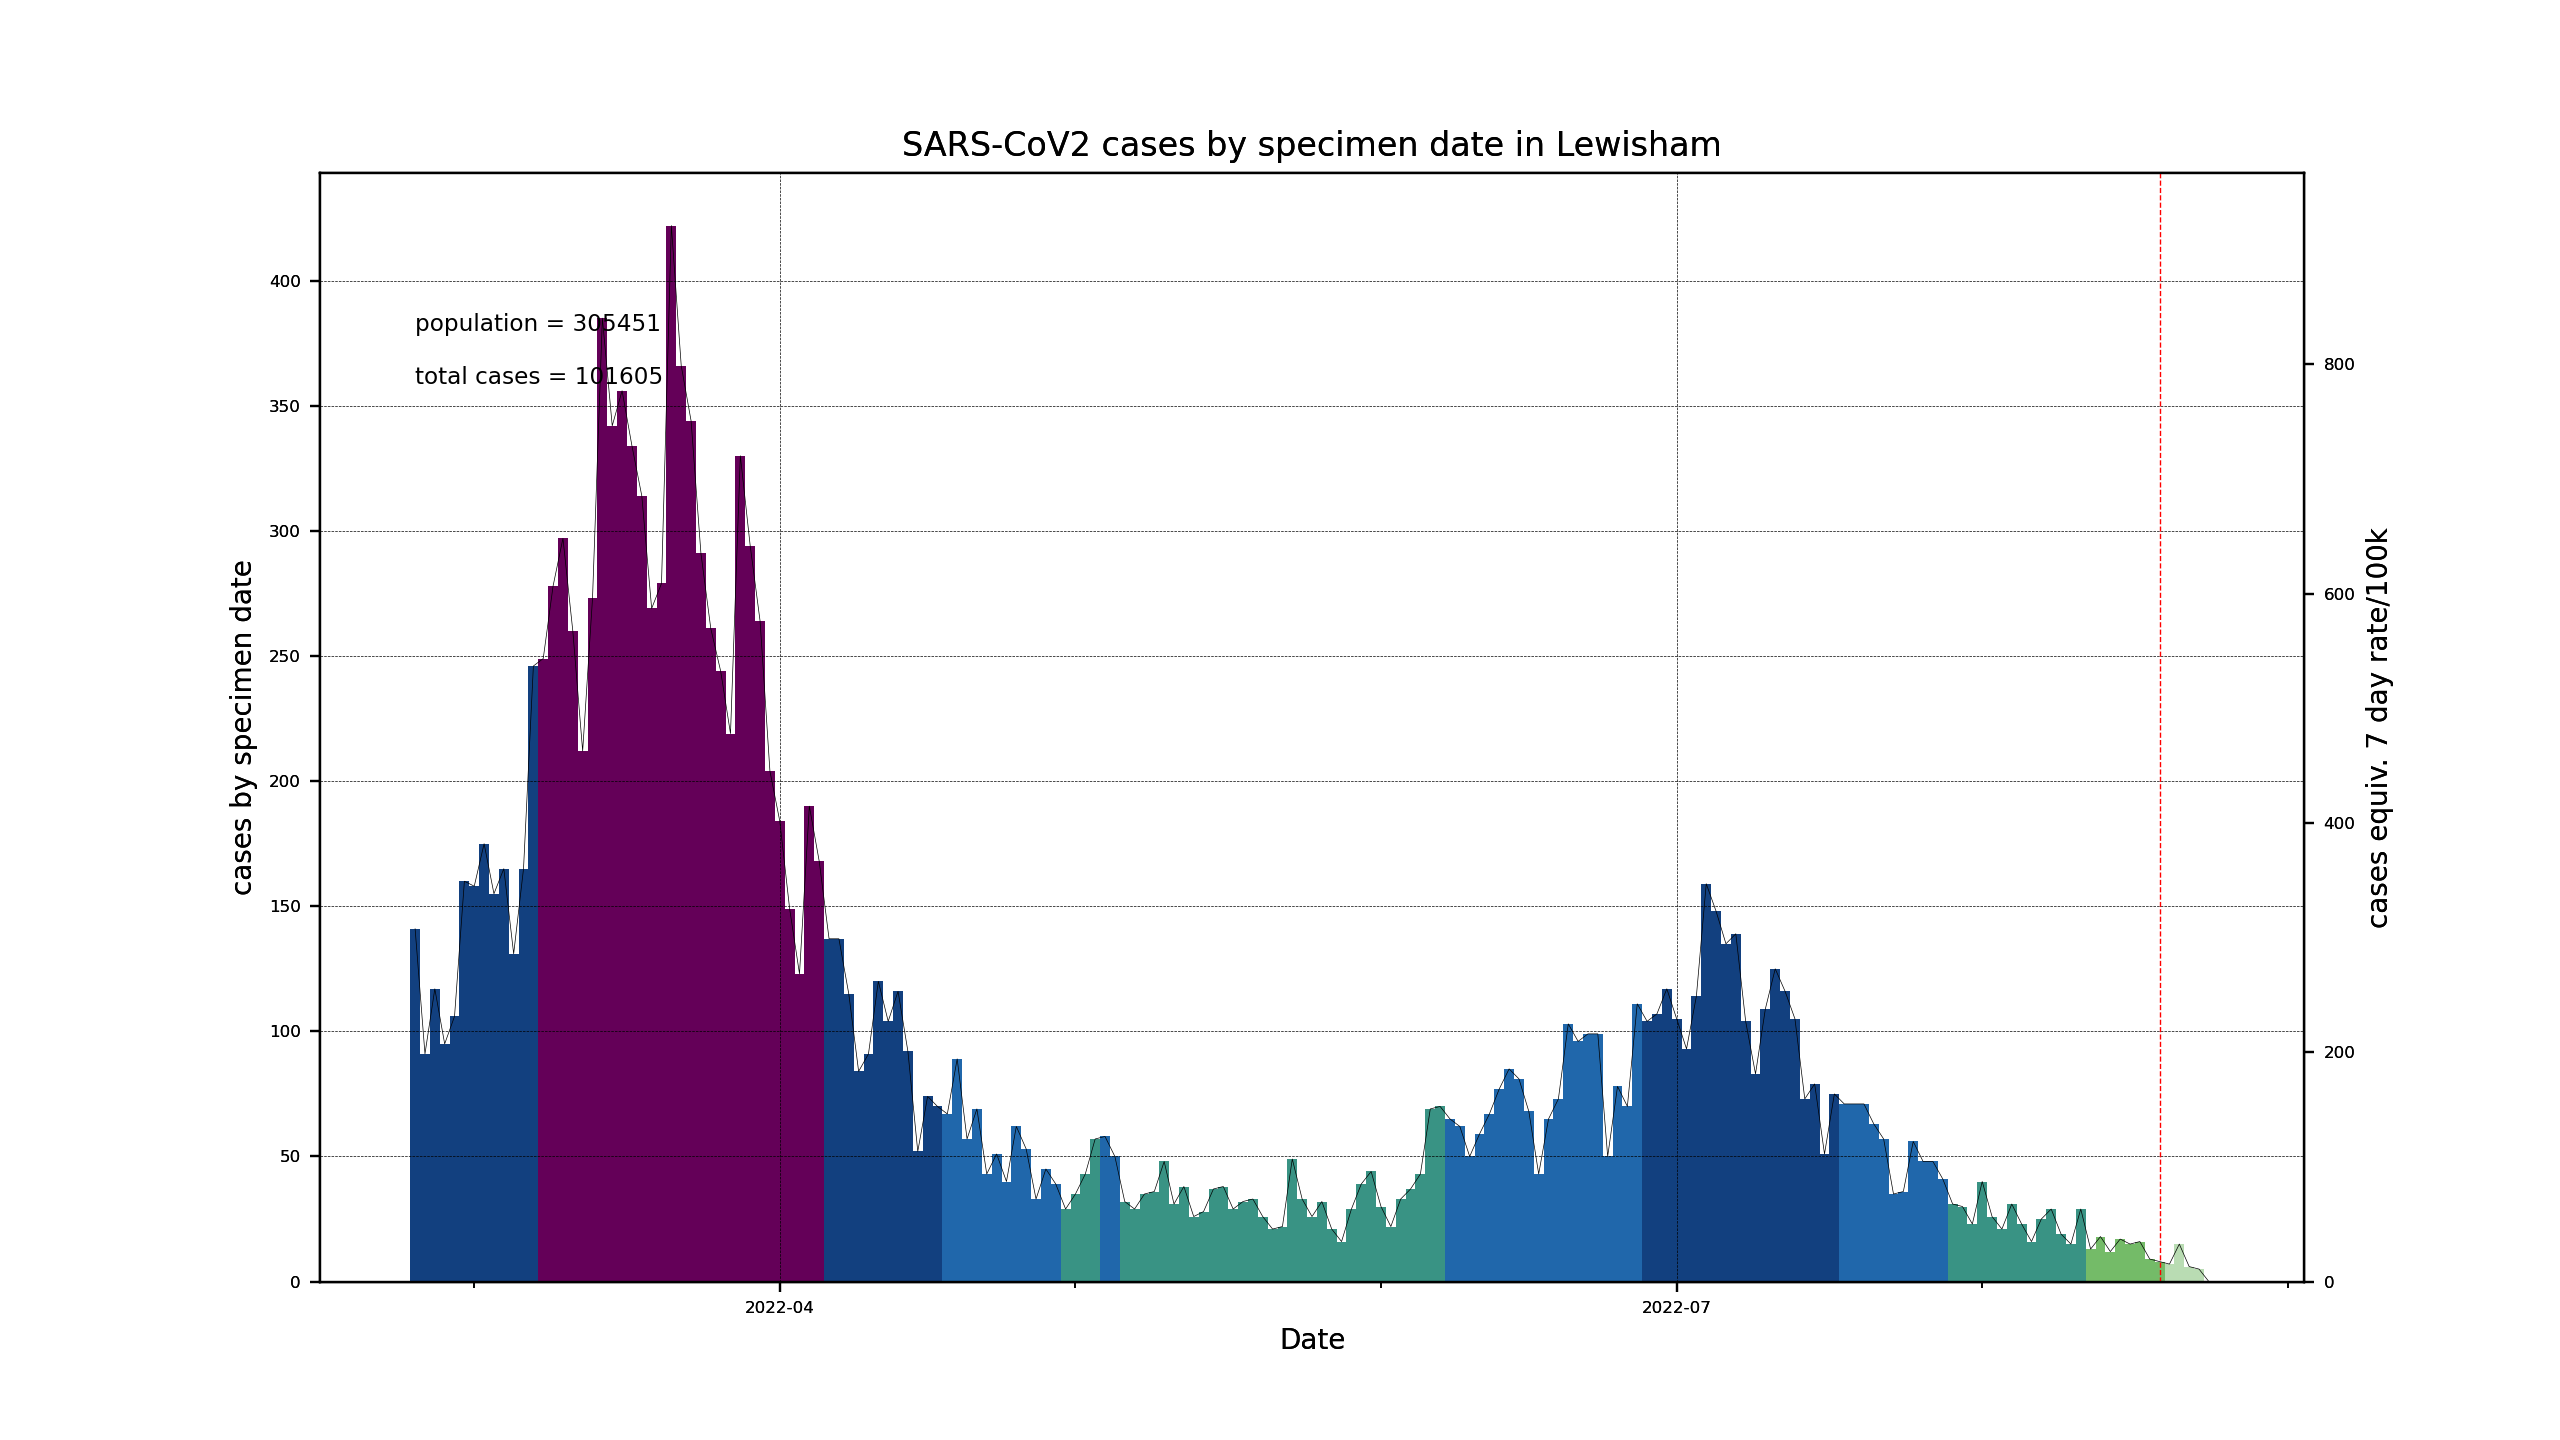 SARS-CoV2 cases by specimen date in Lewisham
population = 305451
total cases = 101605
cases by specimen date
400
350
300
250
200
150
100
50
0
800
600
400
200
0
cases equiv. 7 day rate/100k
2022-04
2022-07
Date